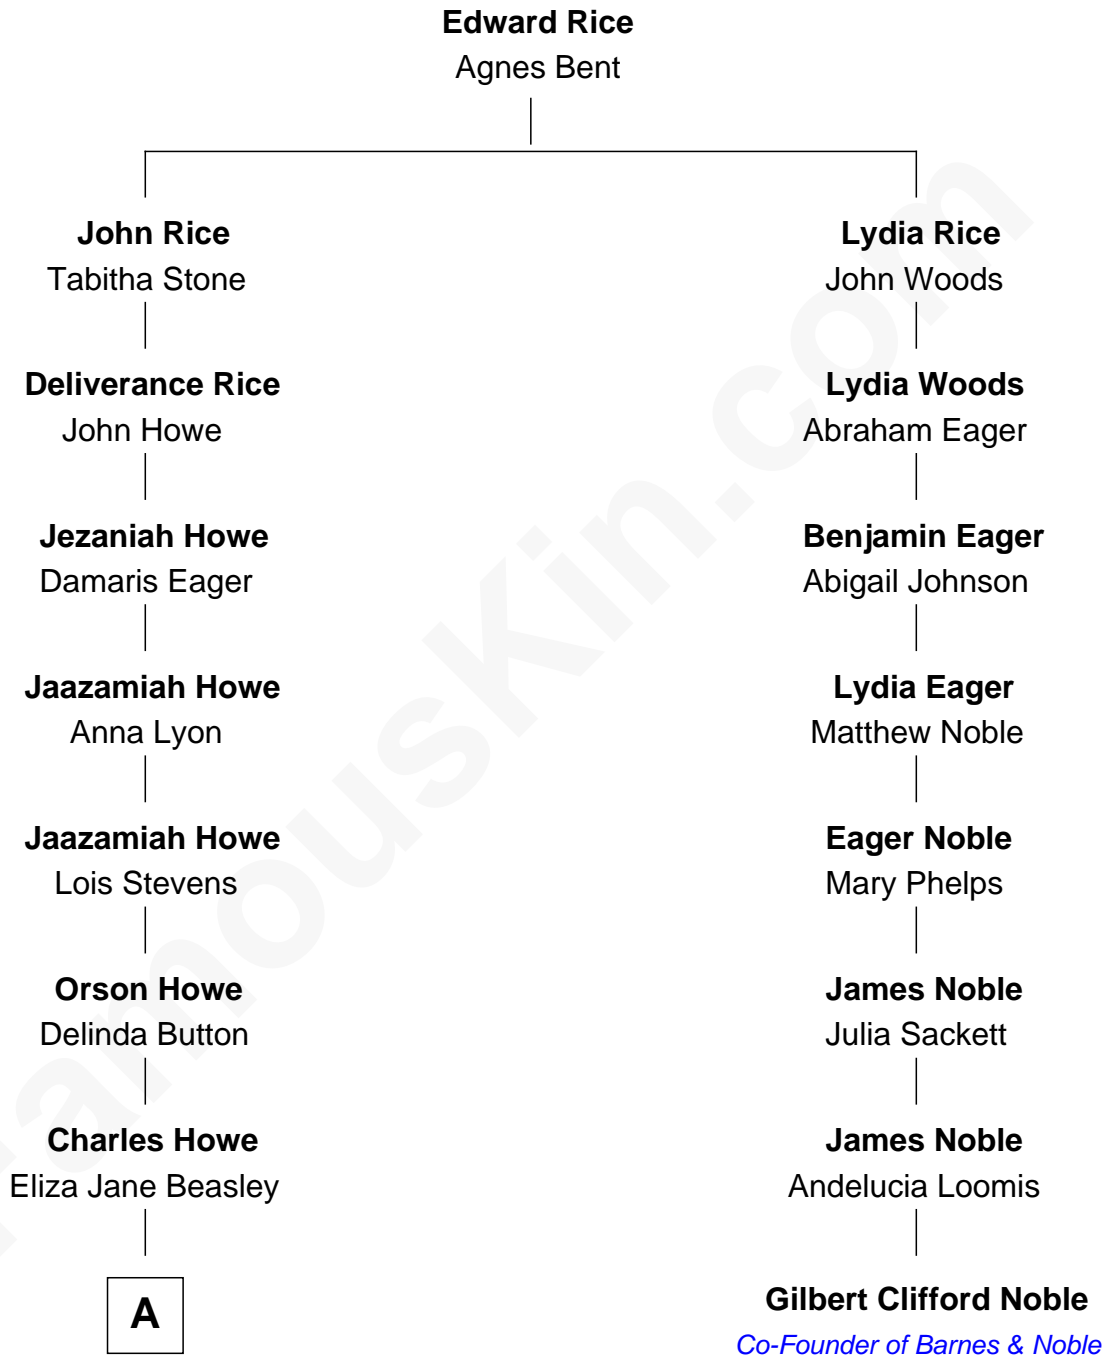 Edward Rice
Agnes Bent
John Rice
Tabitha Stone
Lydia Rice
John Woods
Deliverance Rice
John Howe
Lydia Woods
Abraham Eager
Jezaniah Howe
Damaris Eager
Benjamin Eager
Abigail Johnson
Jaazamiah Howe
Anna Lyon
Lydia Eager
Matthew Noble
Jaazamiah Howe
Lois Stevens
Eager Noble
Mary Phelps
Orson Howe
Delinda Button
James Noble
Julia Sackett
Charles Howe
Eliza Jane Beasley
James Noble
Andelucia Loomis
A
Gilbert Clifford Noble
Co-Founder of Barnes & Noble
FamousKin.com